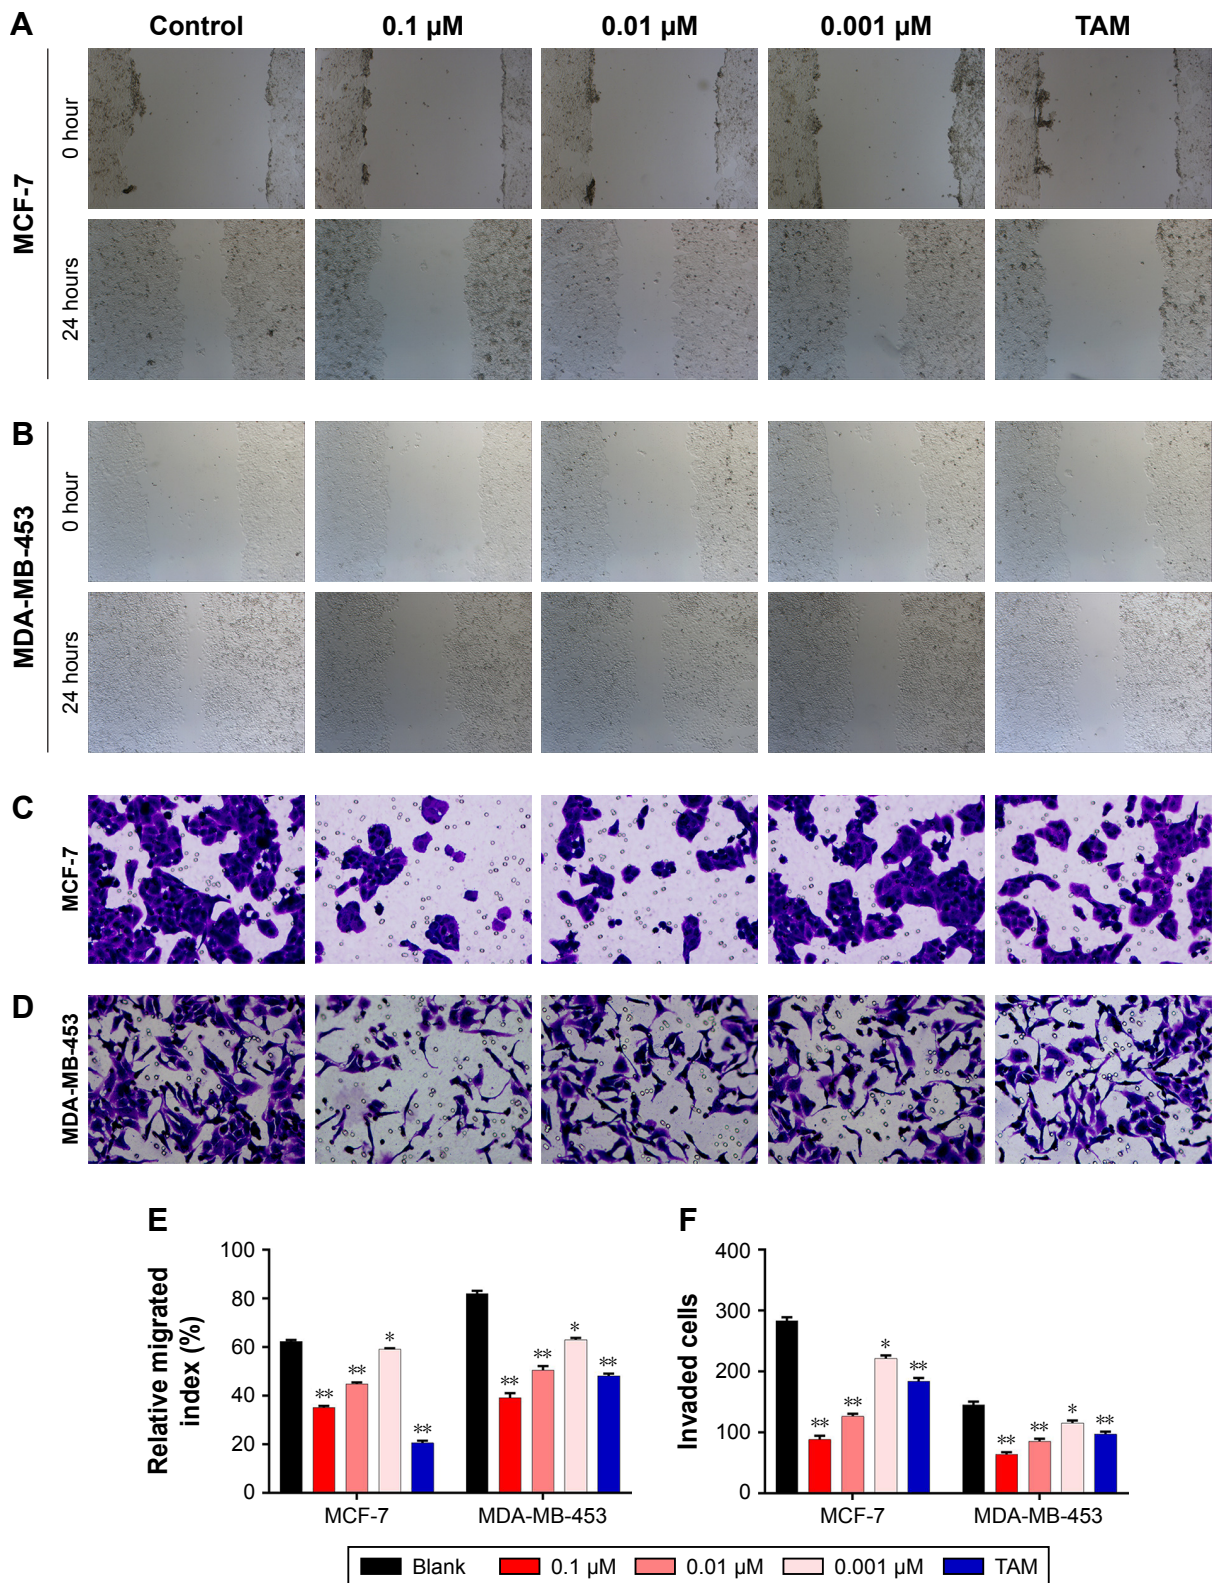 A
Control
0.1 µM
0.01 µM
0.001 µM
TAM
MCF-7
0 hour
24 hours
B
MDA-MB-453
0 hour
24 hours
C
MCF-7
D
MDA-MB-453
E
Relative migrated
index (%)
100
80
60
40
20
0
**
**
*
**
**
**
*
**
MCF-7
MDA-MB-453
F
Invaded cells
400
300
200
100
0
**
**
*
**
**
**
*
**
MCF-7
MDA-MB-453
Blank
0.1 µM
0.01 µM
0.001 µM
TAM